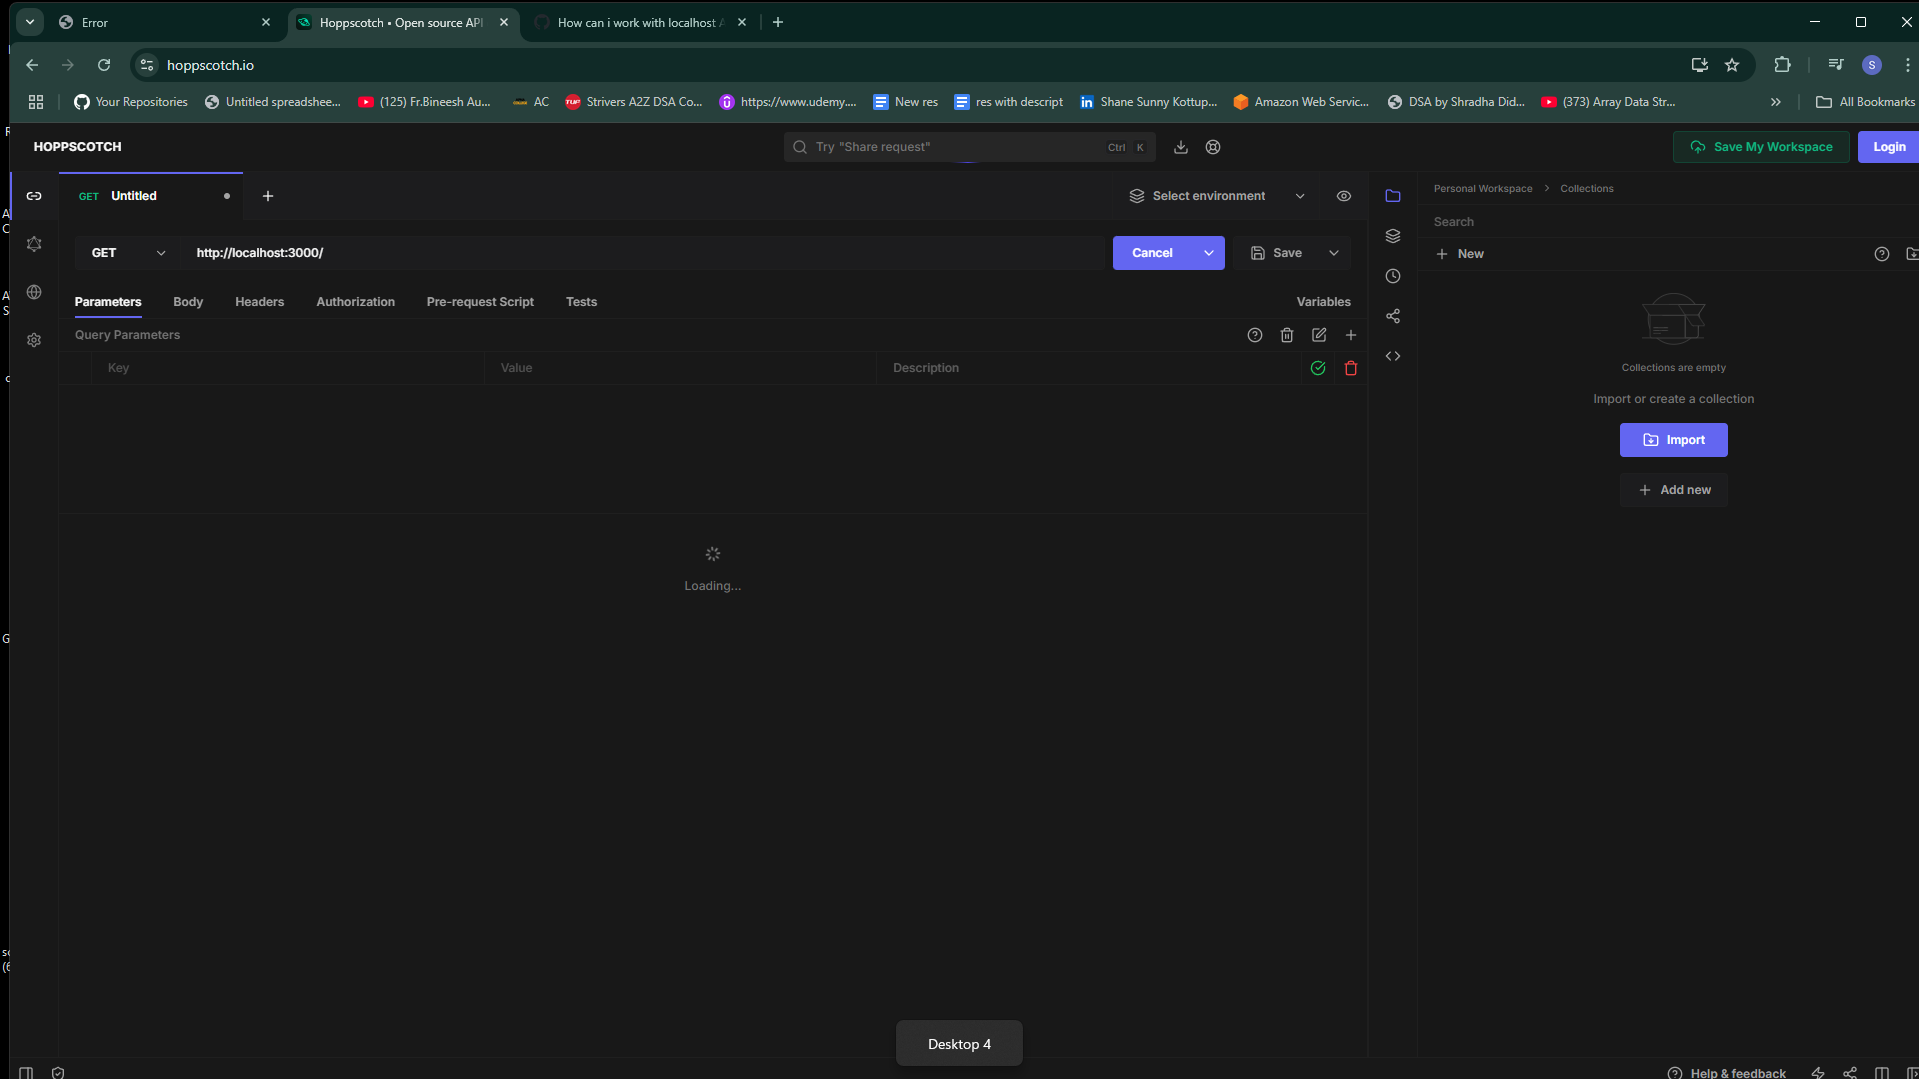 Error
Hoppscotch • Open source API
How can i work with localhost A
hoppscotch.io
S
Your Repositories
Untitled spreadshee...
(125) Fr.Bineesh Au...
AC
Strivers A2Z DSA Co...
https://www.udemy....
New res
res with descript
Shane Sunny Kottup...
Amazon Web Servic...
DSA by Shradha Did...
(373) Array Data Str...
All Bookmarks
HOPPSCOTCH
Try "Share request"
Ctrl K
Save My Workspace
Login
GET Untitled
Select environment
Personal Workspace > Collections
Search
GET
http://localhost:3000/
Cancel
Save
New
Parameters
Body
Headers
Authorization
Pre-request Script
Tests
Variables
Query Parameters
Key
Value
Description
Collections are empty
Import or create a collection
Import
Add new
Loading...
Desktop 4
Help & feedback